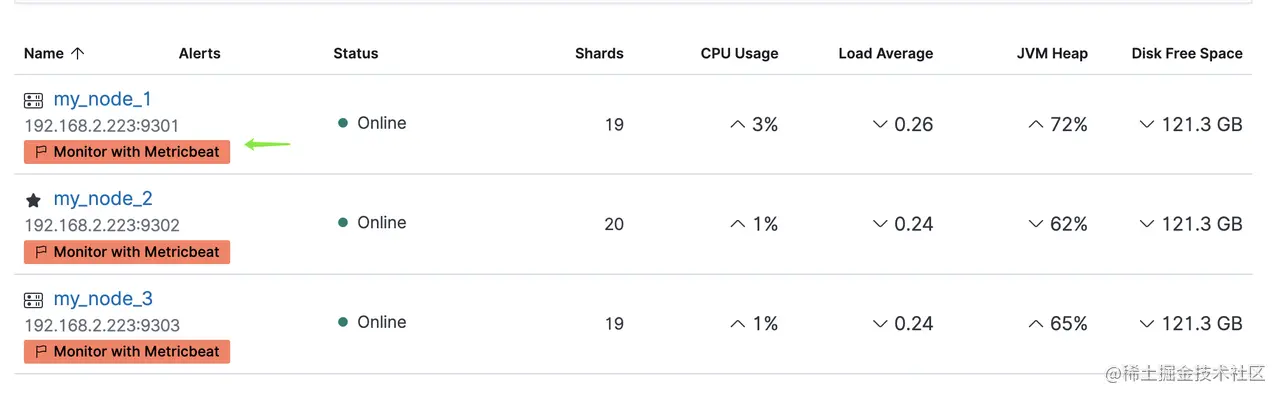 Name Alerts Status Shards CPU Usage Load Average JVM Heap Disk Free Space
my_node_1
192.168.2.223:9301 Online 19 3% 0.26 72% 121.3 GB
Monitor with Metricbeat
my_node_2
192.168.2.223:9302 Online 20 1% 0.24 62% 121.3 GB
Monitor with Metricbeat
my_node_3
192.168.2.223:9303 Online 19 1% 0.24 65% 121.3 GB
Monitor with Metricbeat
@稀土掘金技术社区